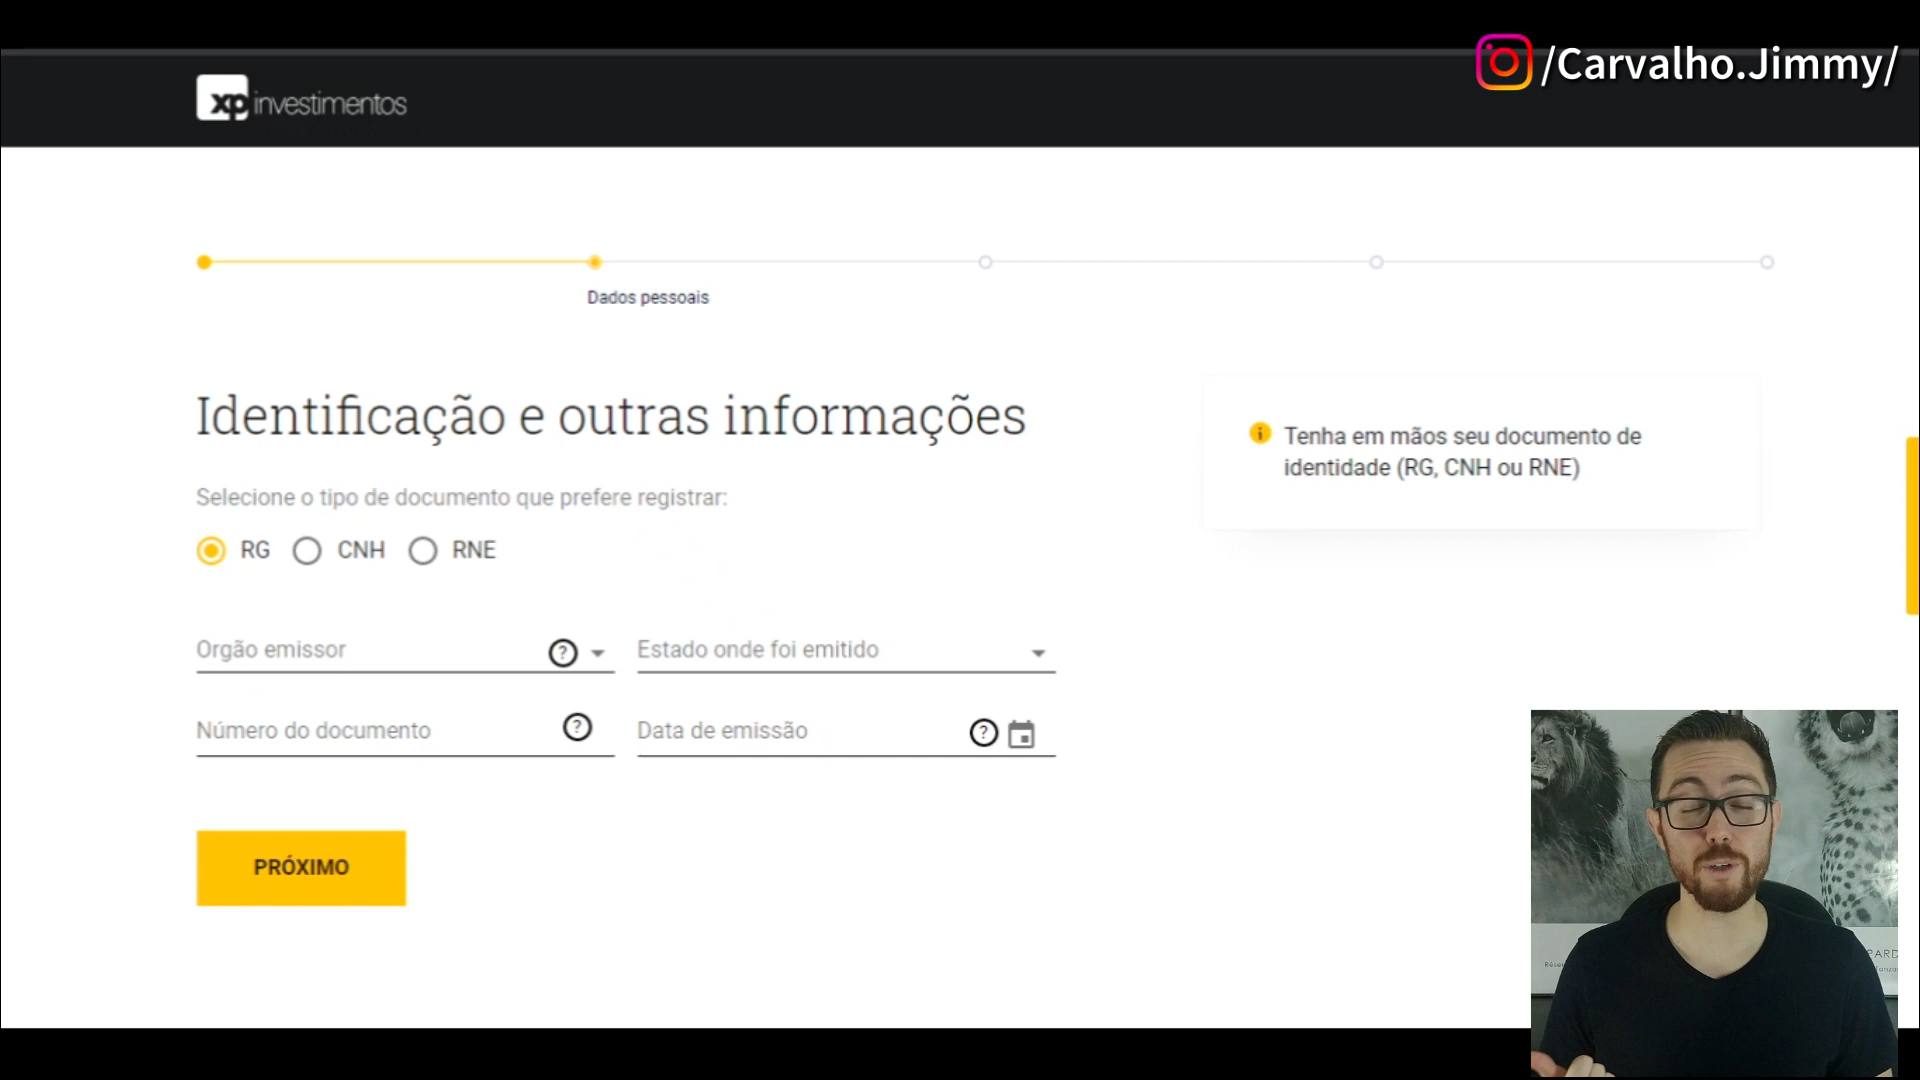 /Carvalho.Jimmy/
xp investimentos
Dados pessoais
Identificação e outras informações
Tenha em mãos seu documento de
identidade (RG, CNH ou RNE)
Selecione o tipo de documento que prefere registrar:
RG CNH RNE
Orgão emissor ? Estado onde foi emitido
Número do documento ? Data de emissão ?
PRÓXIMO